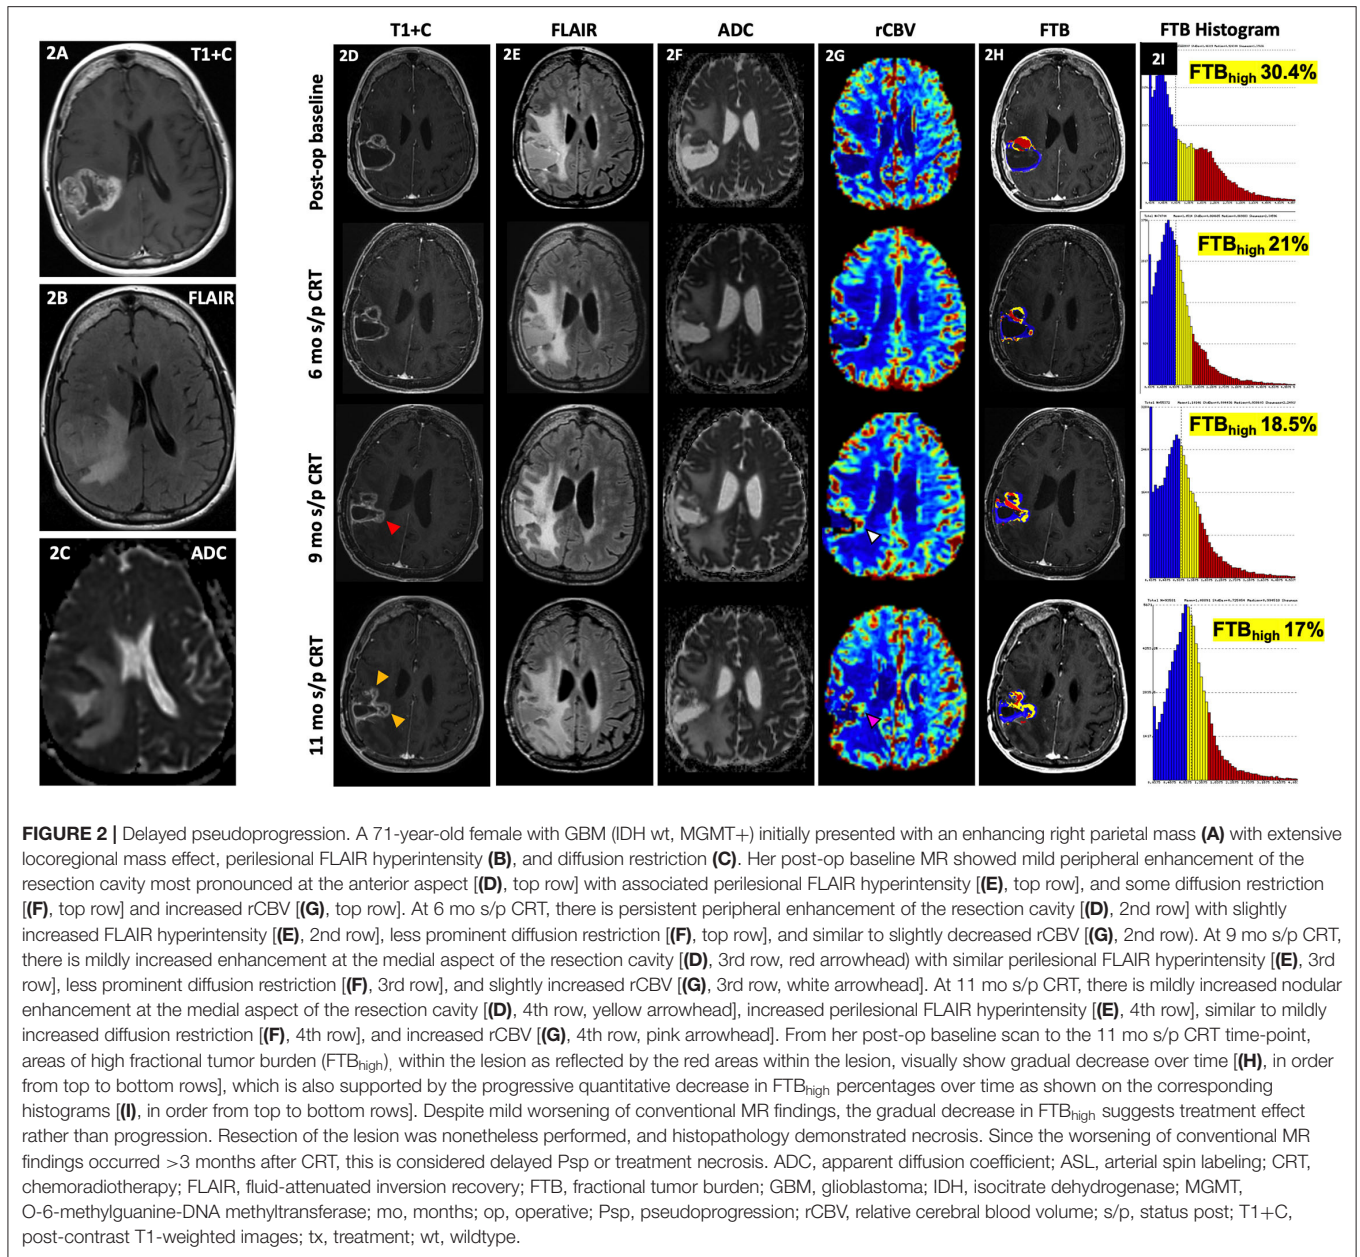 T1+C FLAIR ADC rCBV FTB FTB Histogram
2A T1+C
2B FLAIR
2C ADC
2D 2E 2F 2G 2H 2I
Post-op baseline
FTBhigh 30.4%
6 mo s/p CRT
FTBhigh 21%
9 mo s/p CRT
FTBhigh 18.5%
11 mo s/p CRT
FTBhigh 17%
FIGURE 2 | Delayed pseudoprogression. A 71-year-old female with GBM (IDH wt, MGMT+) initially presented with an enhancing right parietal mass (A) with extensive
locoregional mass effect, perilesional FLAIR hyperintensity (B), and diffusion restriction (C). Her post-op baseline MR showed mild peripheral enhancement of the
resection cavity most pronounced at the anterior aspect [(D), top row] with associated perilesional FLAIR hyperintensity [(E), top row], and some diffusion restriction
[(F), top row] and increased rCBV [(G), top row]. At 6 mo s/p CRT, there is persistent peripheral enhancement of the resection cavity [(D), 2nd row] with slightly
increased FLAIR hyperintensity [(E), 2nd row], less prominent diffusion restriction [(F), top row], and similar to slightly decreased rCBV [(G), 2nd row). At 9 mo s/p CRT,
there is mildly increased enhancement at the medial aspect of the resection cavity [(D), 3rd row, red arrowhead) with similar perilesional FLAIR hyperintensity [(E), 3rd
row], less prominent diffusion restriction [(F), 3rd row], and slightly increased rCBV [(G), 3rd row, white arrowhead]. At 11 mo s/p CRT, there is mildly increased nodular
enhancement at the medial aspect of the resection cavity [(D), 4th row, yellow arrowhead], increased perilesional FLAIR hyperintensity [(E), 4th row], similar to mildly
increased diffusion restriction [(F), 4th row], and increased rCBV [(G), 4th row, pink arrowhead]. From her post-op baseline scan to the 11 mo s/p CRT time-point,
areas of high fractional tumor burden (FTBhigh), within the lesion as reflected by the red areas within the lesion, visually show gradual decrease over time [(H), in order
from top to bottom rows], which is also supported by the progressive quantitative decrease in FTBhigh percentages over time as shown on the corresponding
histograms [(I), in order from top to bottom rows]. Despite mild worsening of conventional MR findings, the gradual decrease in FTBhigh suggests treatment effect
rather than progression. Resection of the lesion was nonetheless performed, and histopathology demonstrated necrosis. Since the worsening of conventional MR
findings occurred >3 months after CRT, this is considered delayed Psp or treatment necrosis. ADC, apparent diffusion coefficient; ASL, arterial spin labeling; CRT,
chemoradiotherapy; FLAIR, fluid-attenuated inversion recovery; FTB, fractional tumor burden; GBM, glioblastoma; IDH, isocitrate dehydrogenase; MGMT,
O-6-methylguanine-DNA methyltransferase; mo, months; op, operative; Psp, pseudoprogression; rCBV, relative cerebral blood volume; s/p, status post; T1+C,
post-contrast T1-weighted images; tx, treatment; wt, wildtype.